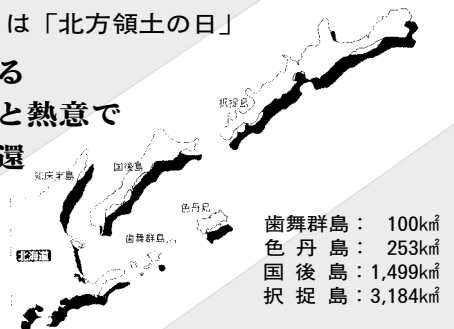 は「北方領土の日」
る
と熱意で
還
択捉島
国後島
知床半島
色丹島
歯舞群島
北海道
歯舞群島： 100k㎡
色丹島： 253k㎡
国後島：1,499k㎡
択捉島：3,184k㎡